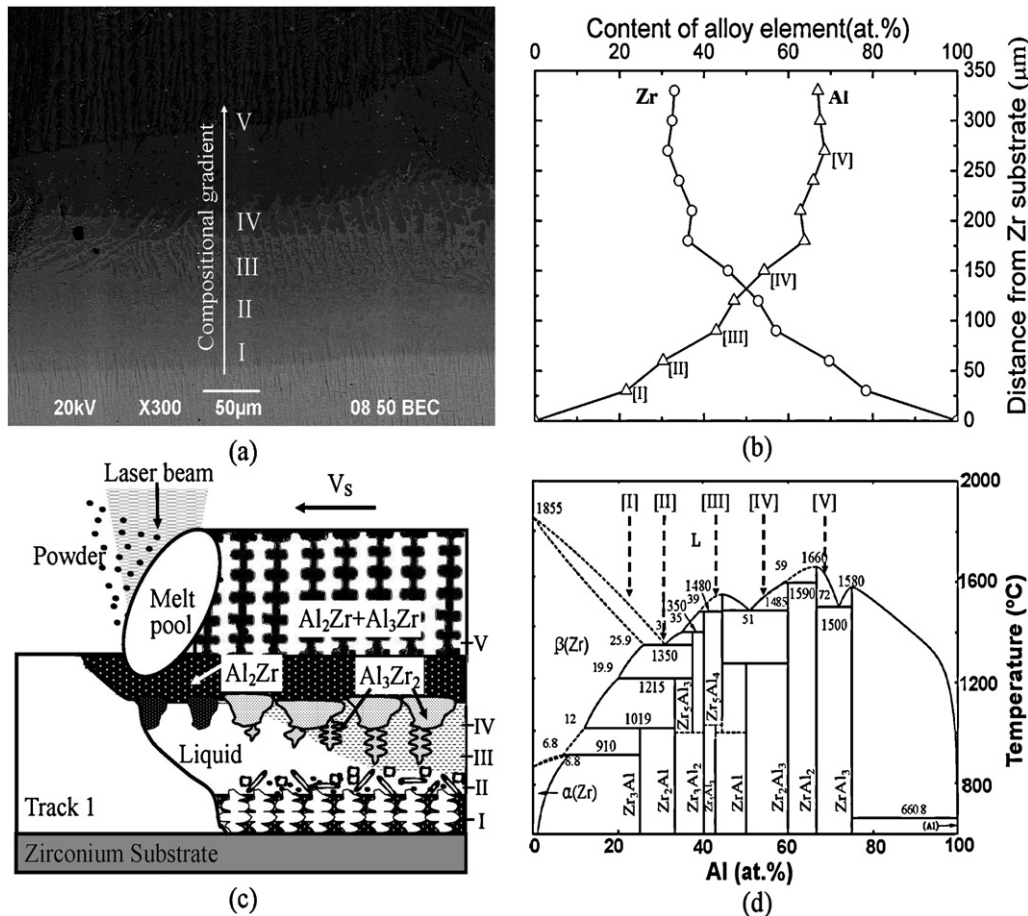 V
Compositional gradient
IV
III
II
I
20kV X300 50μm 08 50 BEC
(a)
Content of alloy element(at.%)
0 20 40 60 80 100
350
300
250
200
150
100
50
0
Distance from Zr substrate (μm)
Zr
Al
[V]
[IV]
[III]
[II]
[I]
(b)
Laser beam
Vs
Powder
Melt
pool
Al2Zr+Al3Zr
V
Al2Zr
Al3Zr2
IV
Liquid
III
II
Track 1
I
Zirconium Substrate
(c)
2000
1600
1200
800
Temperature(ºC)
[I] [II] [III] [IV] [V]
1855
L
59 1660
1480 1580
39 1590 72
350 1485
35 51
1500
25.9 1350
β(Zr)
19.9
1215
12 1019
6.8 910
8.8
α(Zr)
Zr3Al
Zr2Al
Zr5Al3
Zr3Al2
Zr5Al4
ZrAl
Zr2Al3
ZrAl2
ZrAl3
660 8
(Al)
0 20 40 60 80 100
Al (at.%)
(d)